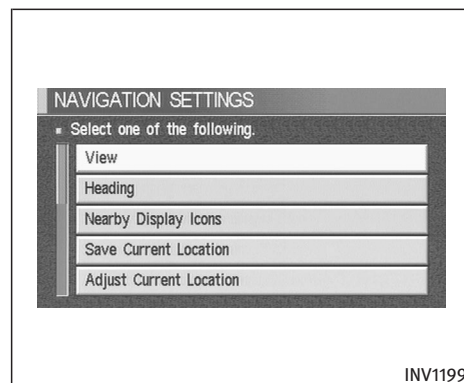 NAVIGATION SETTINGS
Select one of the following.
View
Heading
Nearby Display Icons
Save Current Location
Adjust Current Location
INV1199